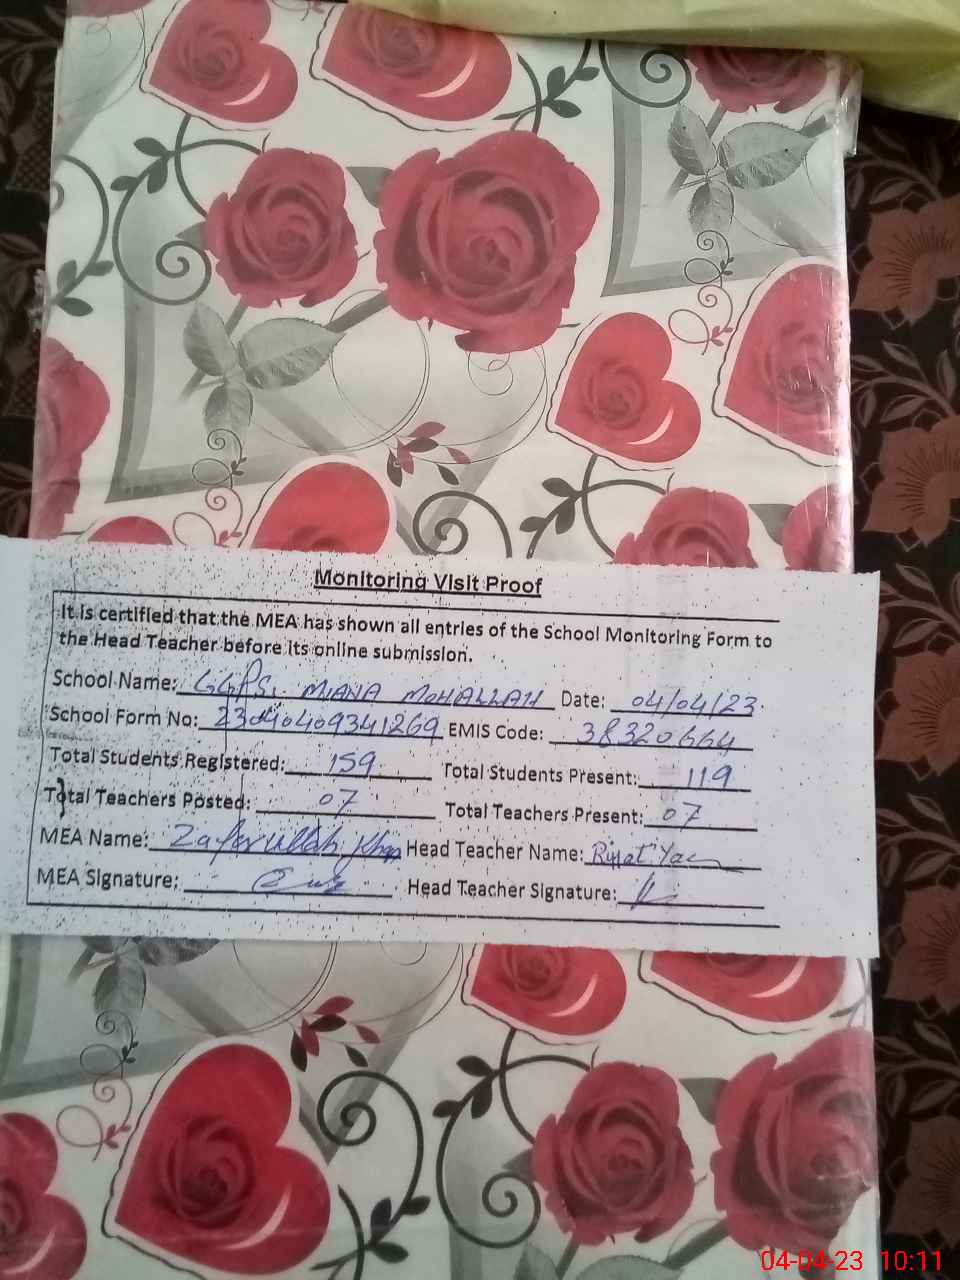 Monitoring Visit Proof
It is certified that the MEA has shown all entries of the School Monitoring Form to
the Head Teacher before its online submission.
School Name: GGPS. MIANA MOHALLAH Date: 04/04/23
School Form No: 23040409341269 EMIS Code: 38320664
Total Students Registered: 159 Total Students Present: 119
Total Teachers Posted: 07 Total Teachers Present: 07
MEA Name: Zafarullah Khan Head Teacher Name:
MEA Signature: Head Teacher Signature:
04-04-23 10:11